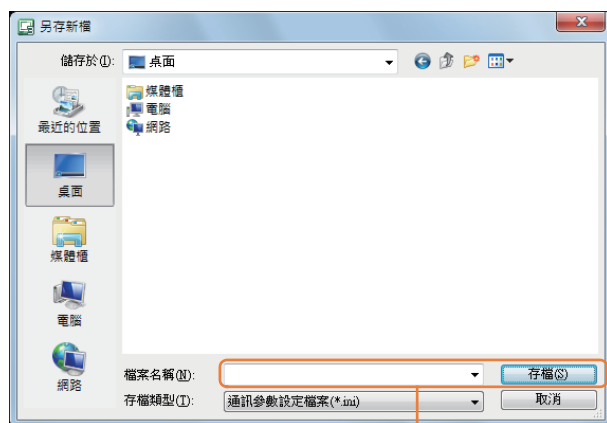 另存新檔
儲存於(I):
桌面
最近的位置
桌面
媒體櫃
電腦
網路
媒體櫃
電腦
網路
檔案名稱(N):
存檔(S)
存檔類型(T):
通訊參數設定檔案(*.ini)
取消